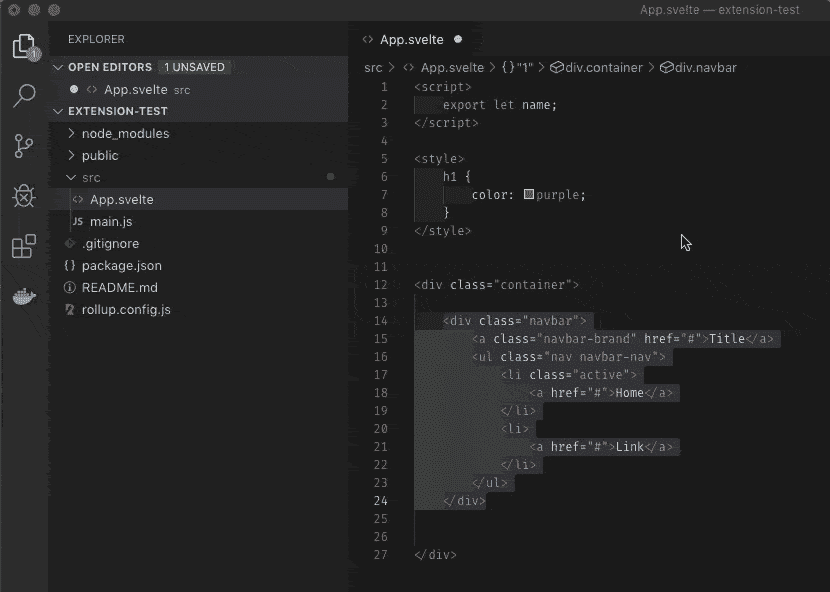 App.svelte — extension-test
EXPLORER
OPEN EDITORS 1 UNSAVED
App.svelte src
EXTENSION-TEST
node_modules
public
src
App.svelte
JS main.js
.gitignore
{} package.json
README.md
rollup.config.js
1
App.svelte
src > App.svelte > {} "1" > div.container > div.navbar
1 <script>
2 export let name;
3 </script>
4
5 <style>
6 h1 {
7 color: purple;
8 }
9 </style>
10
11
12 <div class="container">
13
14 <div class="navbar">
15 <a class="navbar-brand" href="#">Title</a>
16 <ul class="nav navbar-nav">
17 <li class="active">
18 <a href="#">Home</a>
19 </li>
20 <li>
21 <a href="#">Link</a>
22 </li>
23 </ul>
24 </div>
25
26
27 </div>